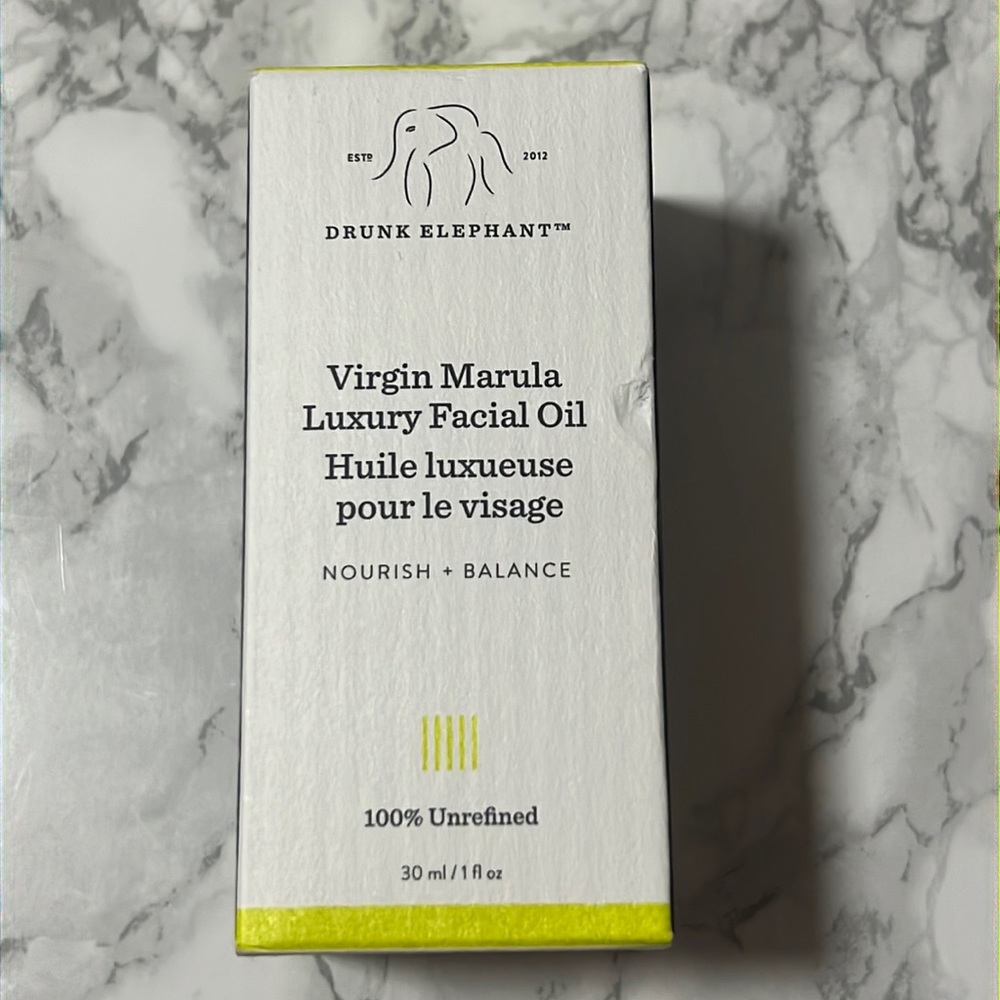 ESTD 2012
DRUNK ELEPHANT™
Virgin Marula
Luxury Facial Oil
Huile luxueuse
pour le visage
NOURISH + BALANCE
100% Unrefined
30 ml / 1 fl oz